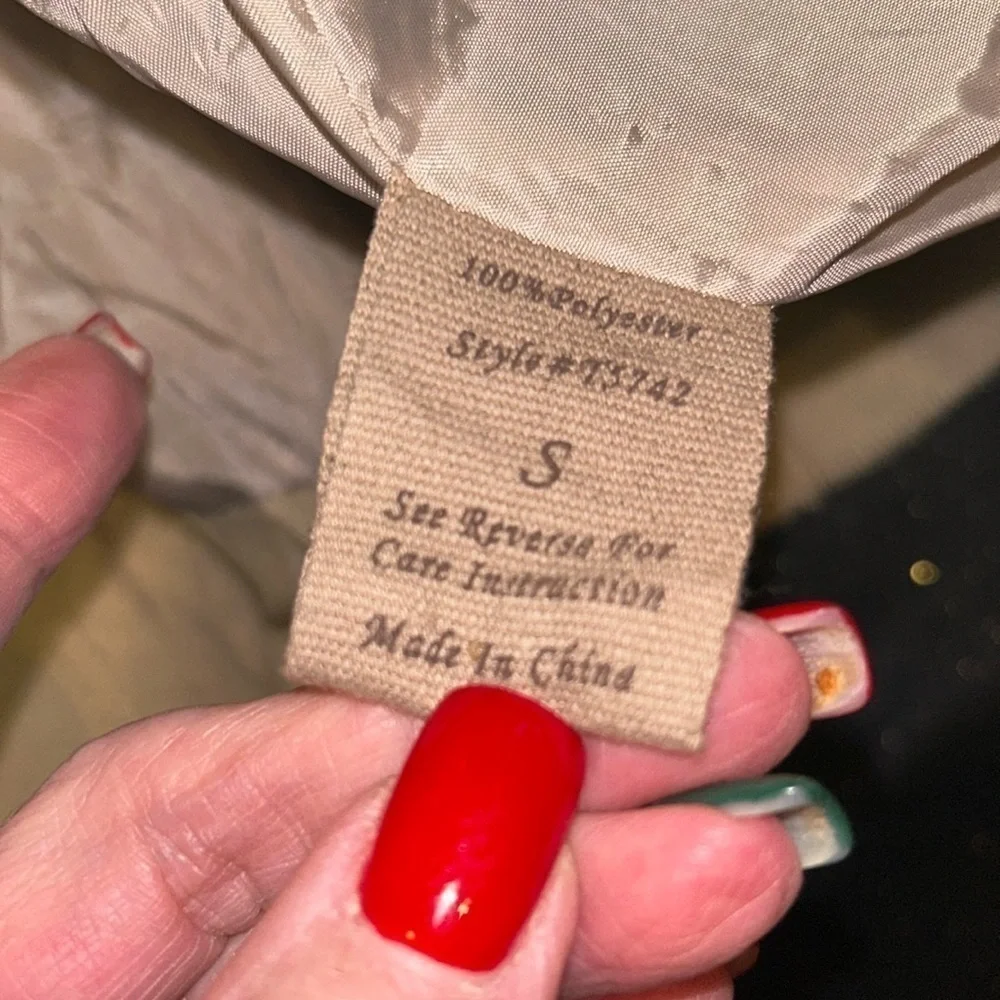 100% Polyester
Style #T5742
S
See Reverse For
Care Instruction
Made In China